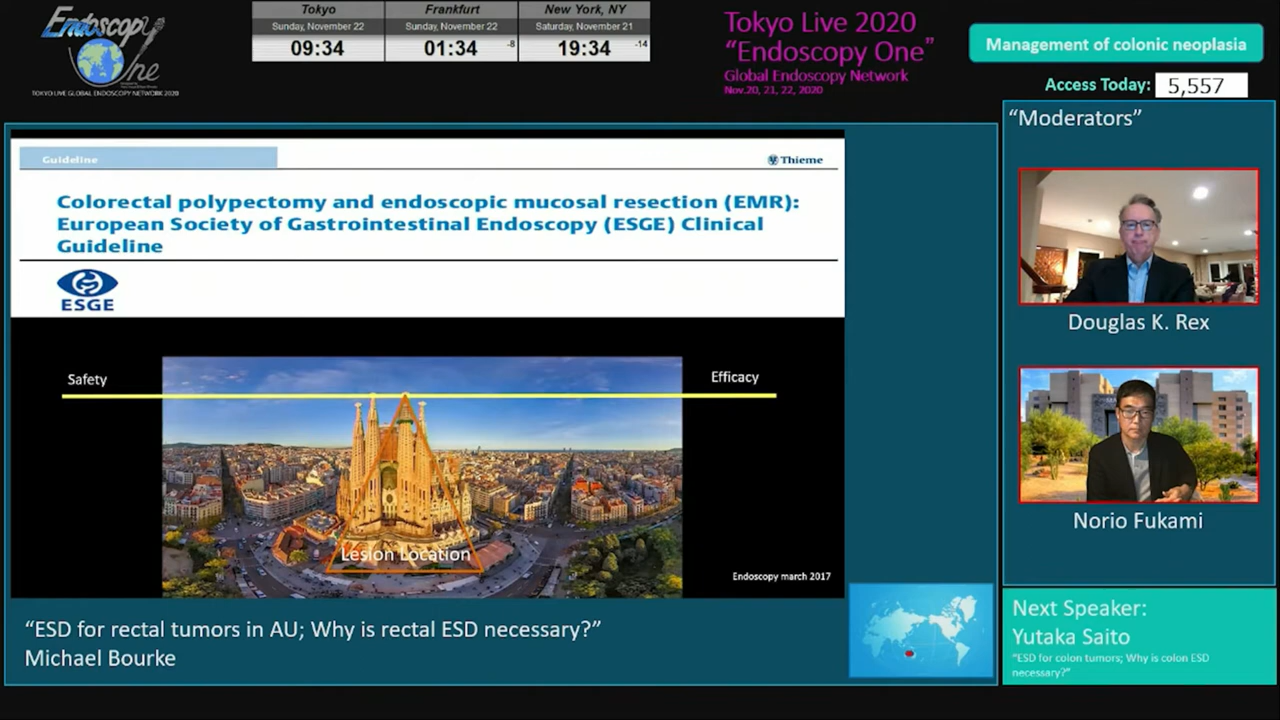 Endoscopy
One
TOKYO LIVE GLOBAL ENDOSCOPY NETWORK 2020
Tokyo
Sunday, November 22
09:34
Frankfurt
Sunday, November 22
01:34
-8
New York, NY
Saturday, November 21
19:34
-14
Tokyo Live 2020
“Endoscopy One”
Global Endoscopy Network
Nov.20, 21, 22, 2020
Management of colonic neoplasia
Access Today: 5,557
Guideline
Thieme
Colorectal polypectomy and endoscopic mucosal resection (EMR):
European Society of Gastrointestinal Endoscopy (ESGE) Clinical
Guideline
ESGE
Safety
Efficacy
Lesion Location
Endoscopy march 2017
“ESD for rectal tumors in AU; Why is rectal ESD necessary?”
Michael Bourke
“Moderators”
Douglas K. Rex
Norio Fukami
Next Speaker:
Yutaka Saito
“ESD for colon tumors; Why is colon ESD
necessary?”